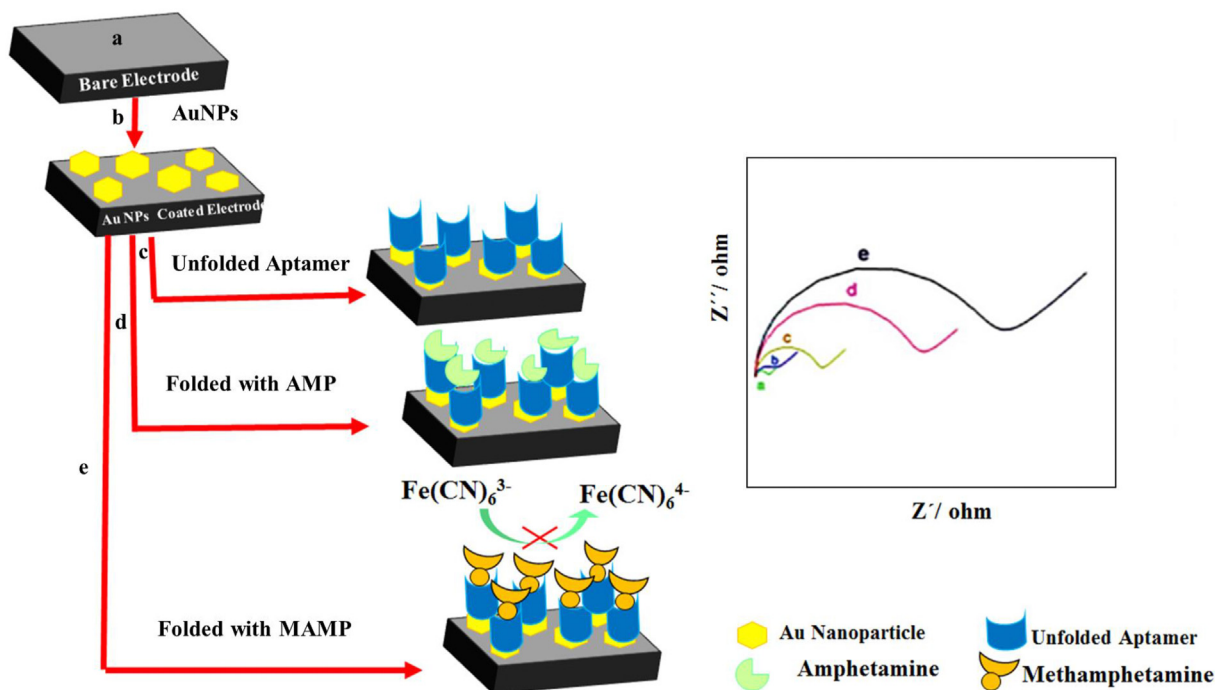 a
Bare Electrode
b
AuNPs
Au NPs Coated Electrode
c
Unfolded Aptamer
d
Folded with AMP
e
Fe(CN)₆³⁻
Fe(CN)₆⁴⁻
Folded with MAMP
Z´´/ ohm
e
d
c
b
a
Z´/ ohm
Au Nanoparticle
Unfolded Aptamer
Amphetamine
Methamphetamine